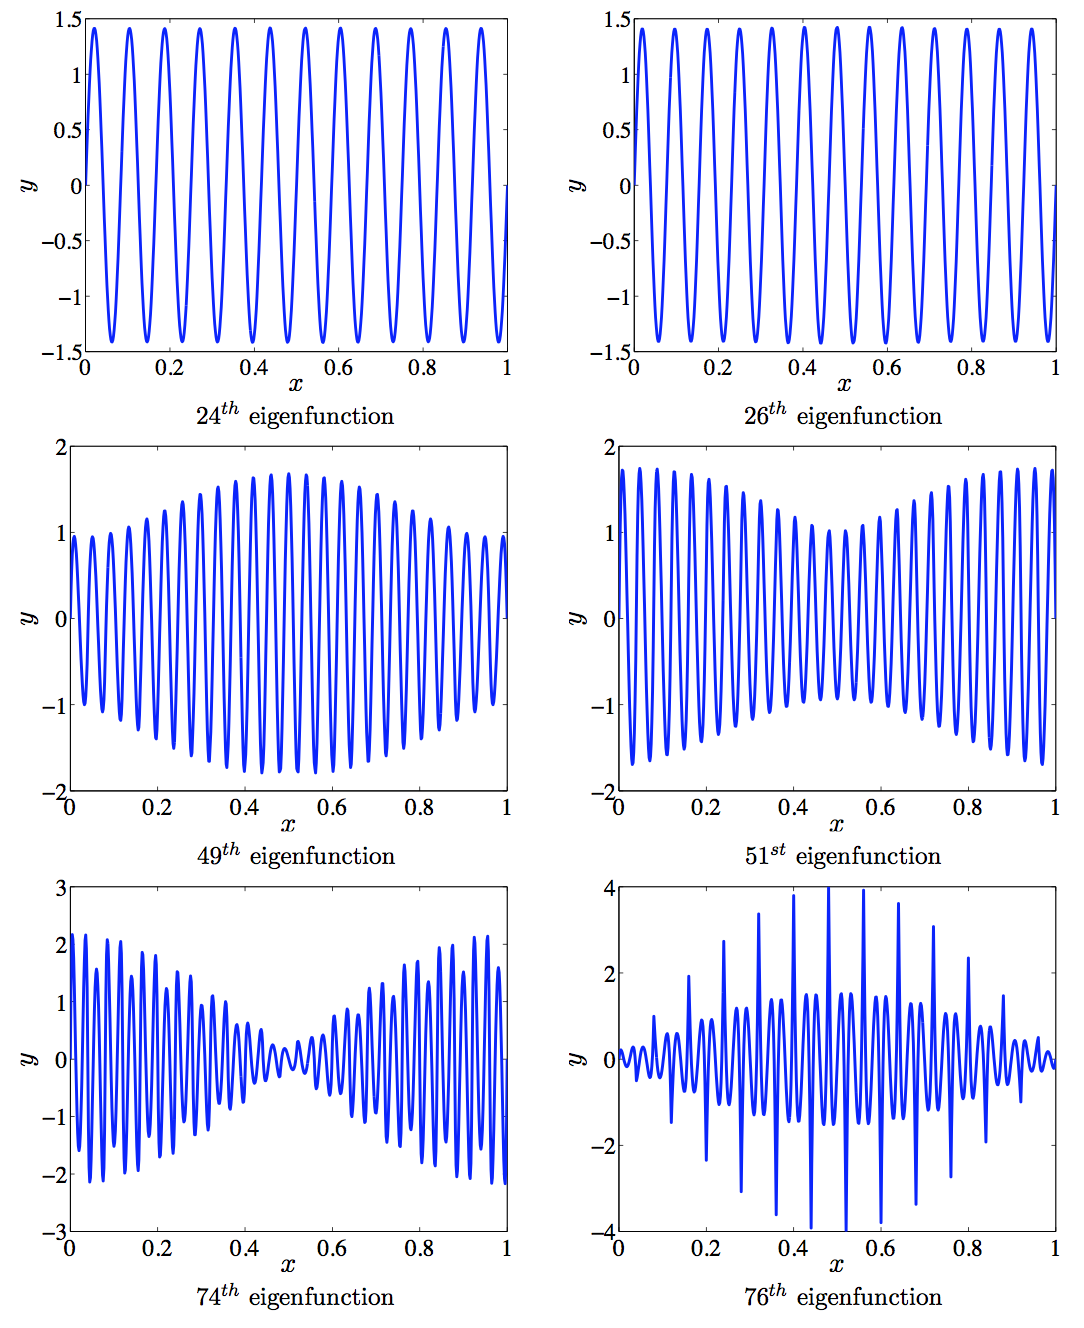 1.5 1.5
1 1
0.5 0.5
y 0 y 0
−0.5 −0.5
−1 −1
−1.5 −1.5
0 0.2 0.4 0.6 0.8 1 0 0.2 0.4 0.6 0.8 1
x x
24th eigenfunction 26th eigenfunction
2 2
1 1
y 0 y 0
−1 −1
−2 −2
0 0.2 0.4 0.6 0.8 1 0 0.2 0.4 0.6 0.8 1
x x
49th eigenfunction 51st eigenfunction
3 4
2 2
1
y 0 y 0
−1
−2 −2
−3 −4
0 0.2 0.4 0.6 0.8 1 0 0.2 0.4 0.6 0.8 1
x x
74th eigenfunction 76th eigenfunction